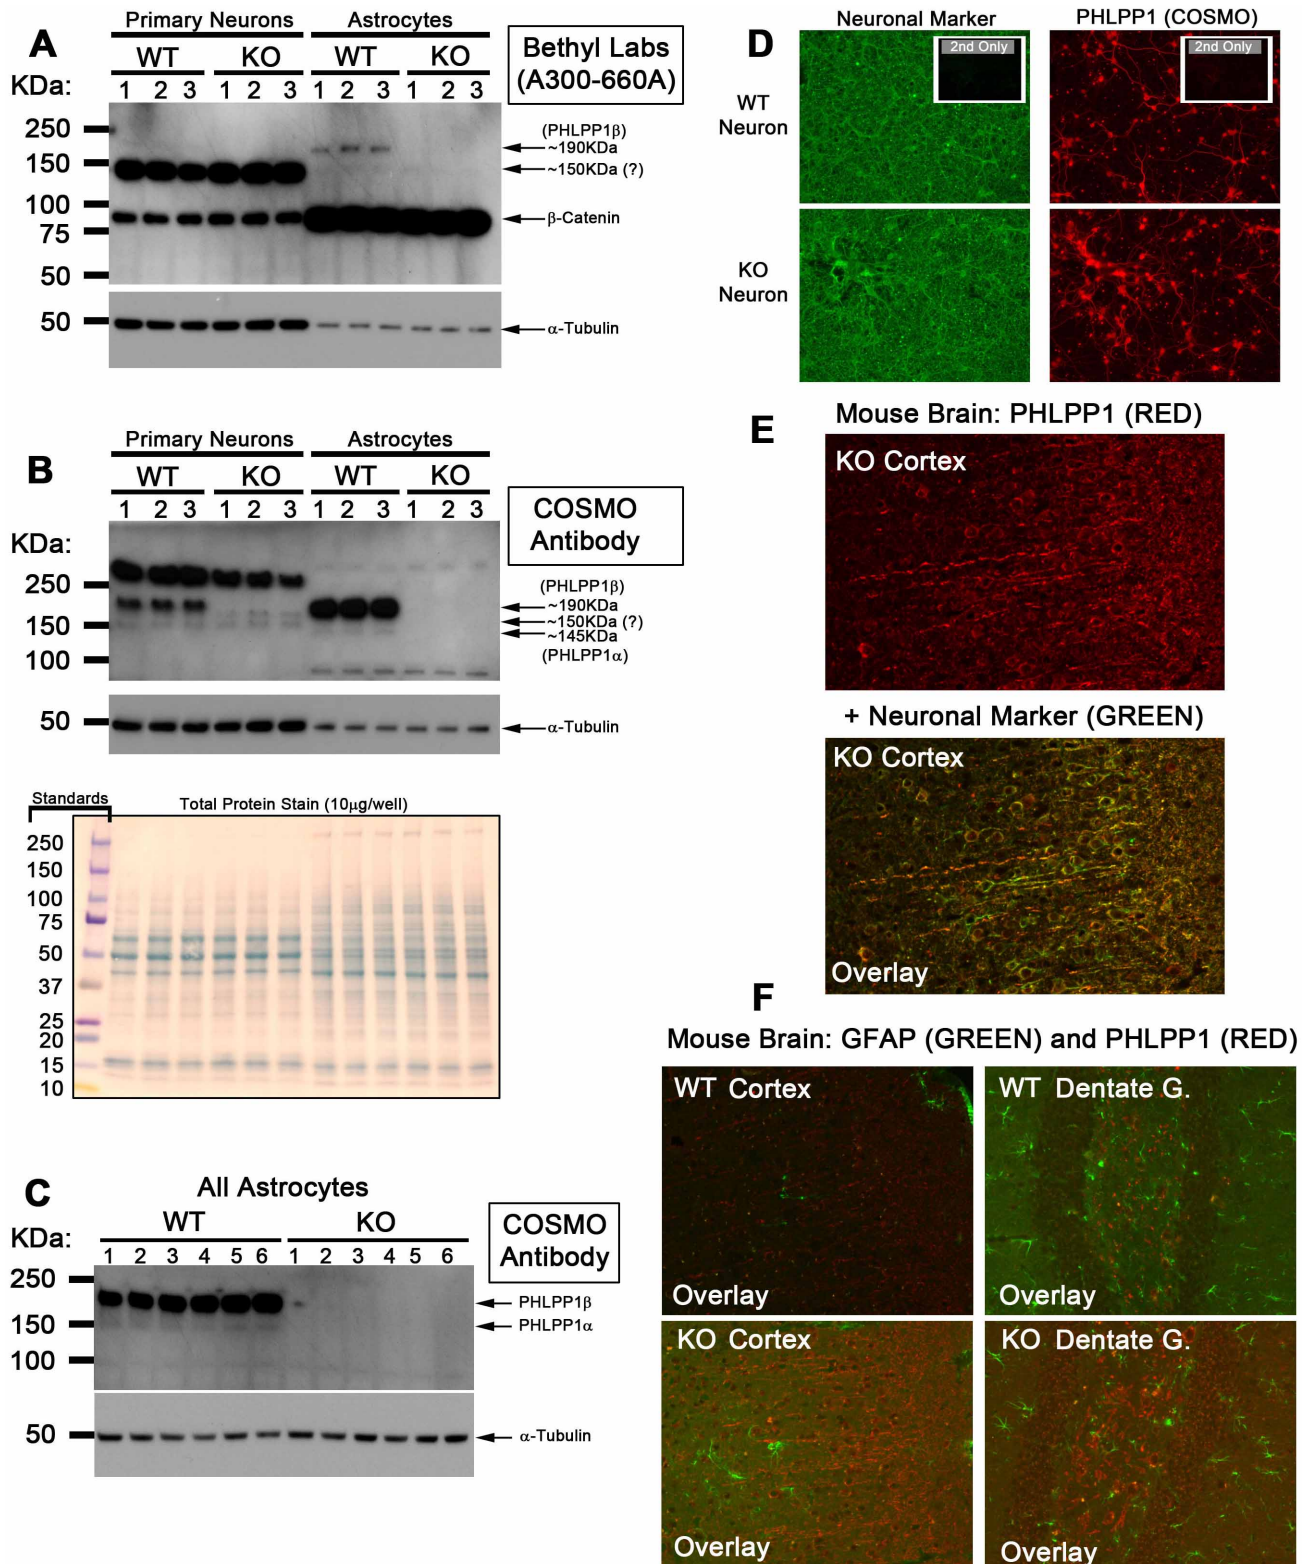 A
Primary Neurons Astrocytes
WT KO WT KO
KDa: 1 2 3 1 2 3 1 2 3 1 2 3
Bethyl Labs
(A300-660A)
250
150
100
75
50
(PHLPP1β)
~190KDa
~150KDa (?)
β-Catenin
50
α-Tubulin
B
Primary Neurons Astrocytes
WT KO WT KO
1 2 3 1 2 3 1 2 3 1 2 3
KDa:
COSMO
Antibody
250
150
100
(PHLPP1β)
~190KDa
~150KDa (?)
~145KDa
(PHLPP1α)
50
α-Tubulin
Standards
Total Protein Stain (10µg/well)
250
150
100
75
50
37
25
20
15
10
C
All Astrocytes
WT KO
KDa: 1 2 3 4 5 6 1 2 3 4 5 6
COSMO
Antibody
250
150
100
PHLPP1β
PHLPP1α
50
α-Tubulin
D
Neuronal Marker PHLPP1 (COSMO)
2nd Only 2nd Only
WT
Neuron
KO
Neuron
E
Mouse Brain: PHLPP1 (RED)
KO Cortex
+ Neuronal Marker (GREEN)
KO Cortex
Overlay
F
Mouse Brain: GFAP (GREEN) and PHLPP1 (RED)
WT Cortex WT Dentate G.
Overlay Overlay
KO Cortex KO Dentate G.
Overlay Overlay